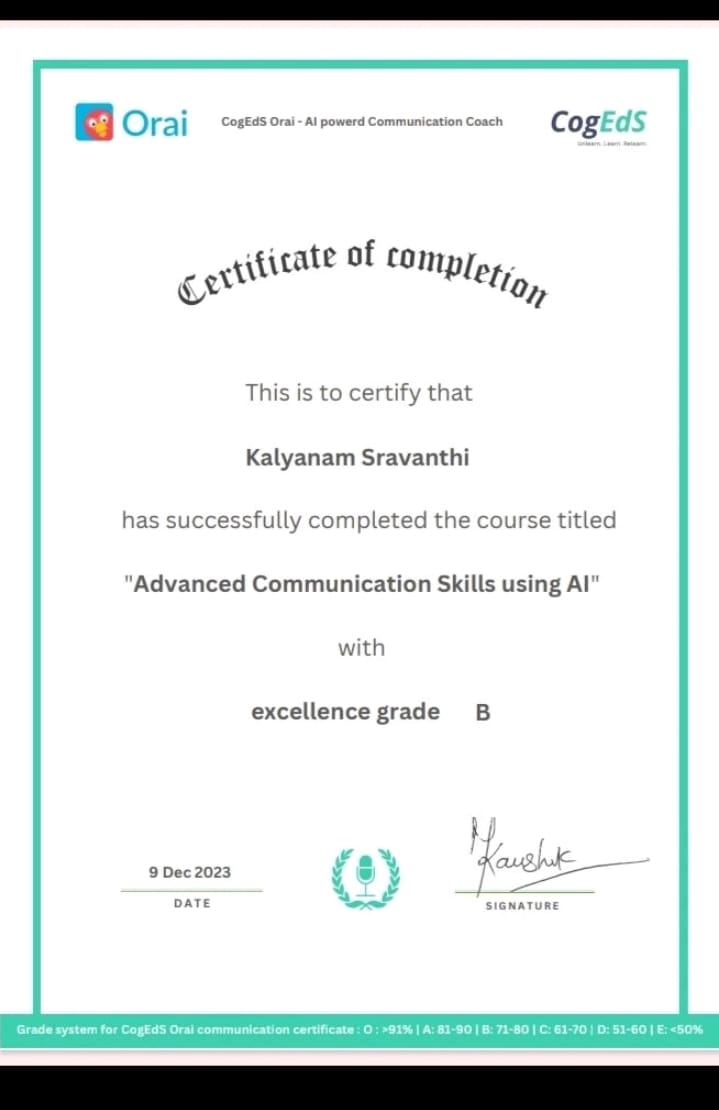 Orai
CogEdS Orai - AI powerd Communication Coach
CogEdS
Unlearn. Learn. Relearn.
Certificate of completion
This is to certify that
Kalyanam Sravanthi
has successfully completed the course titled
"Advanced Communication Skills using AI"
with
excellence grade B
Kaushik
9 Dec 2023
DATE
SIGNATURE
Grade system for CogEdS Orai communication certificate : O : >91% | A: 81-90 | B: 71-80 | C: 61-70 | D: 51-60 | E: <50%